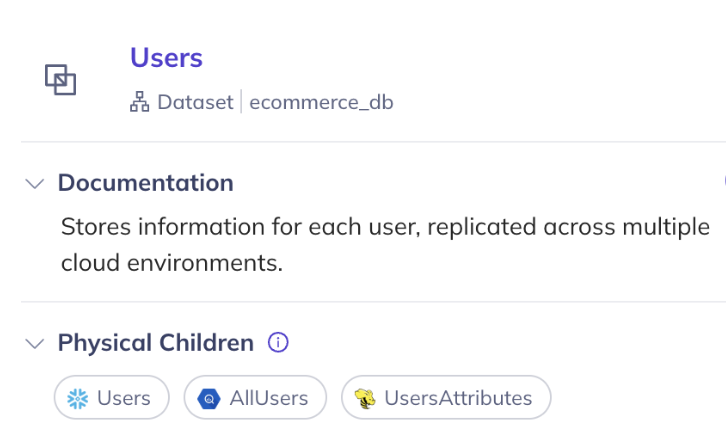 Users
Dataset ecommerce_db
Documentation
Stores information for each user, replicated across multiple
cloud environments.
Physical Children
Users AllUsers UsersAttributes